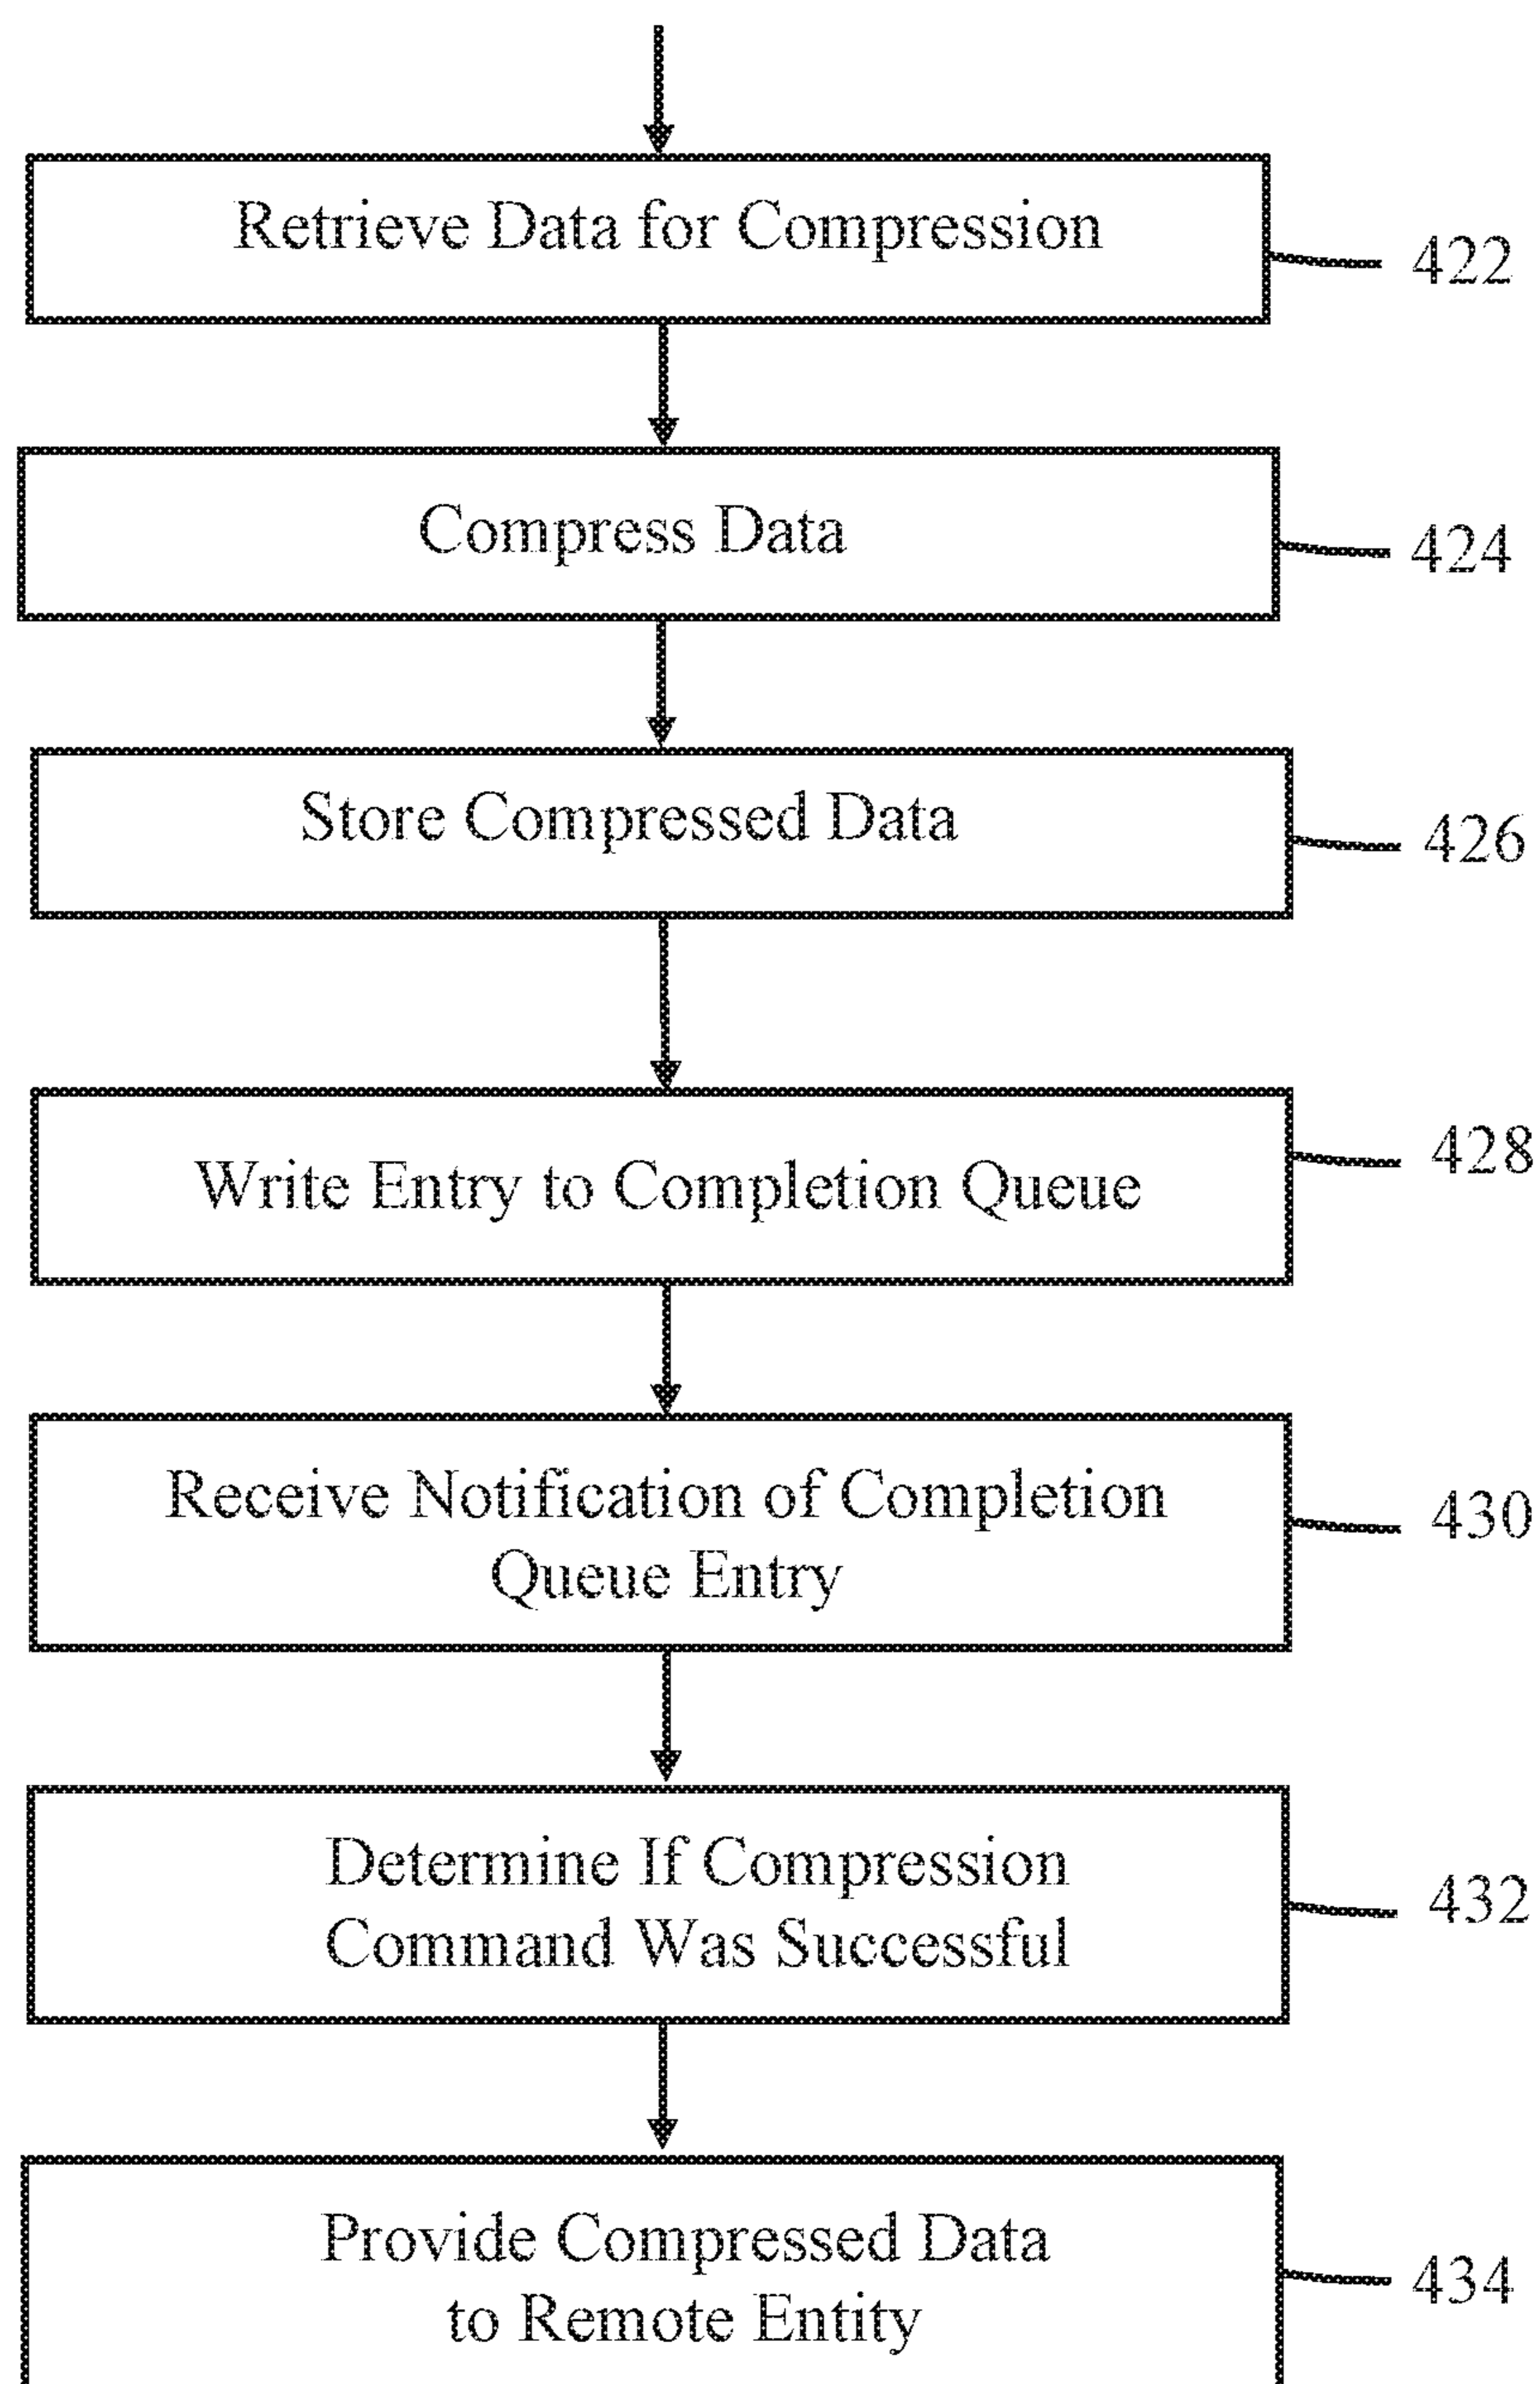 Retrieve Data for Compression
422
Compress Data
424
Store Compressed Data
426
Write Entry to Completion Queue
428
Receive Notification of Completion
Queue Entry
430
Determine If Compression
Command Was Successful
432
Provide Compressed Data
to Remote Entity
434